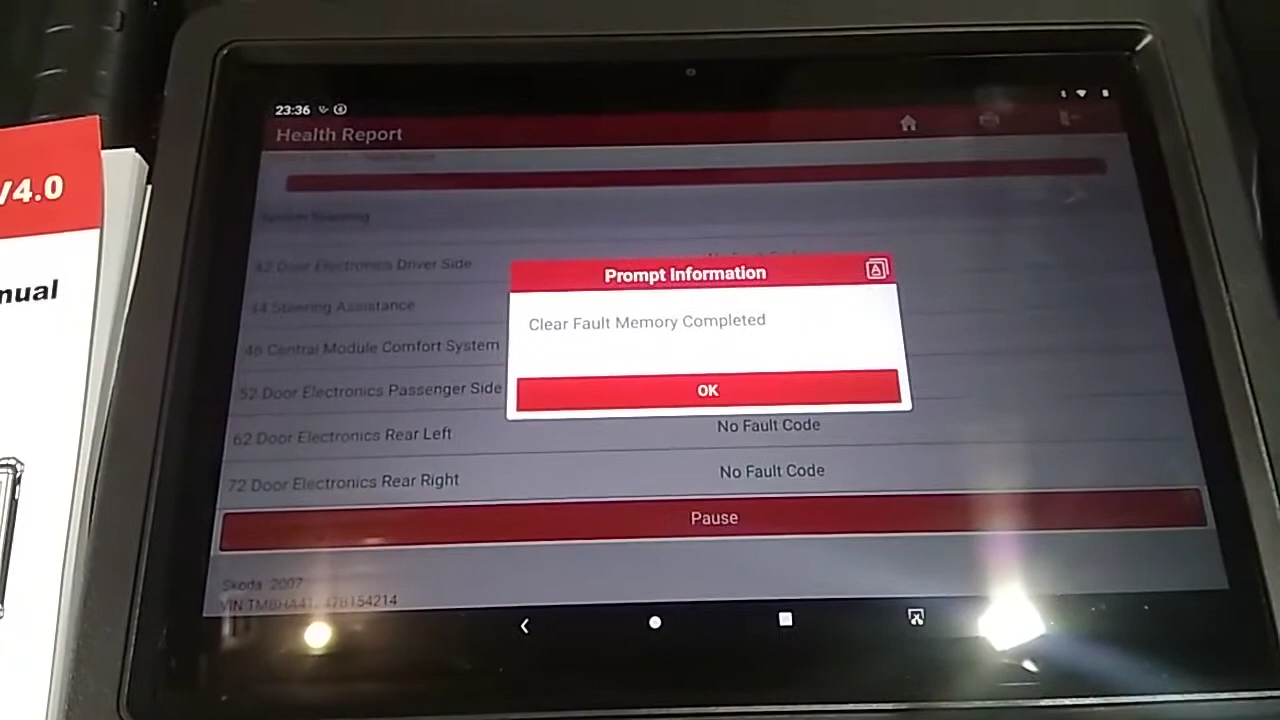 V4.0
nual
23:36
Health Report
Prompt Information
Clear Fault Memory Completed
OK
Door Electronics Driver Side
44 Steering Assistance
46 Central Module Comfort System
52 Door Electronics Passenger Side
62 Door Electronics Rear Left No Fault Code
72 Door Electronics Rear Right No Fault Code
Pause
Skoda 2007